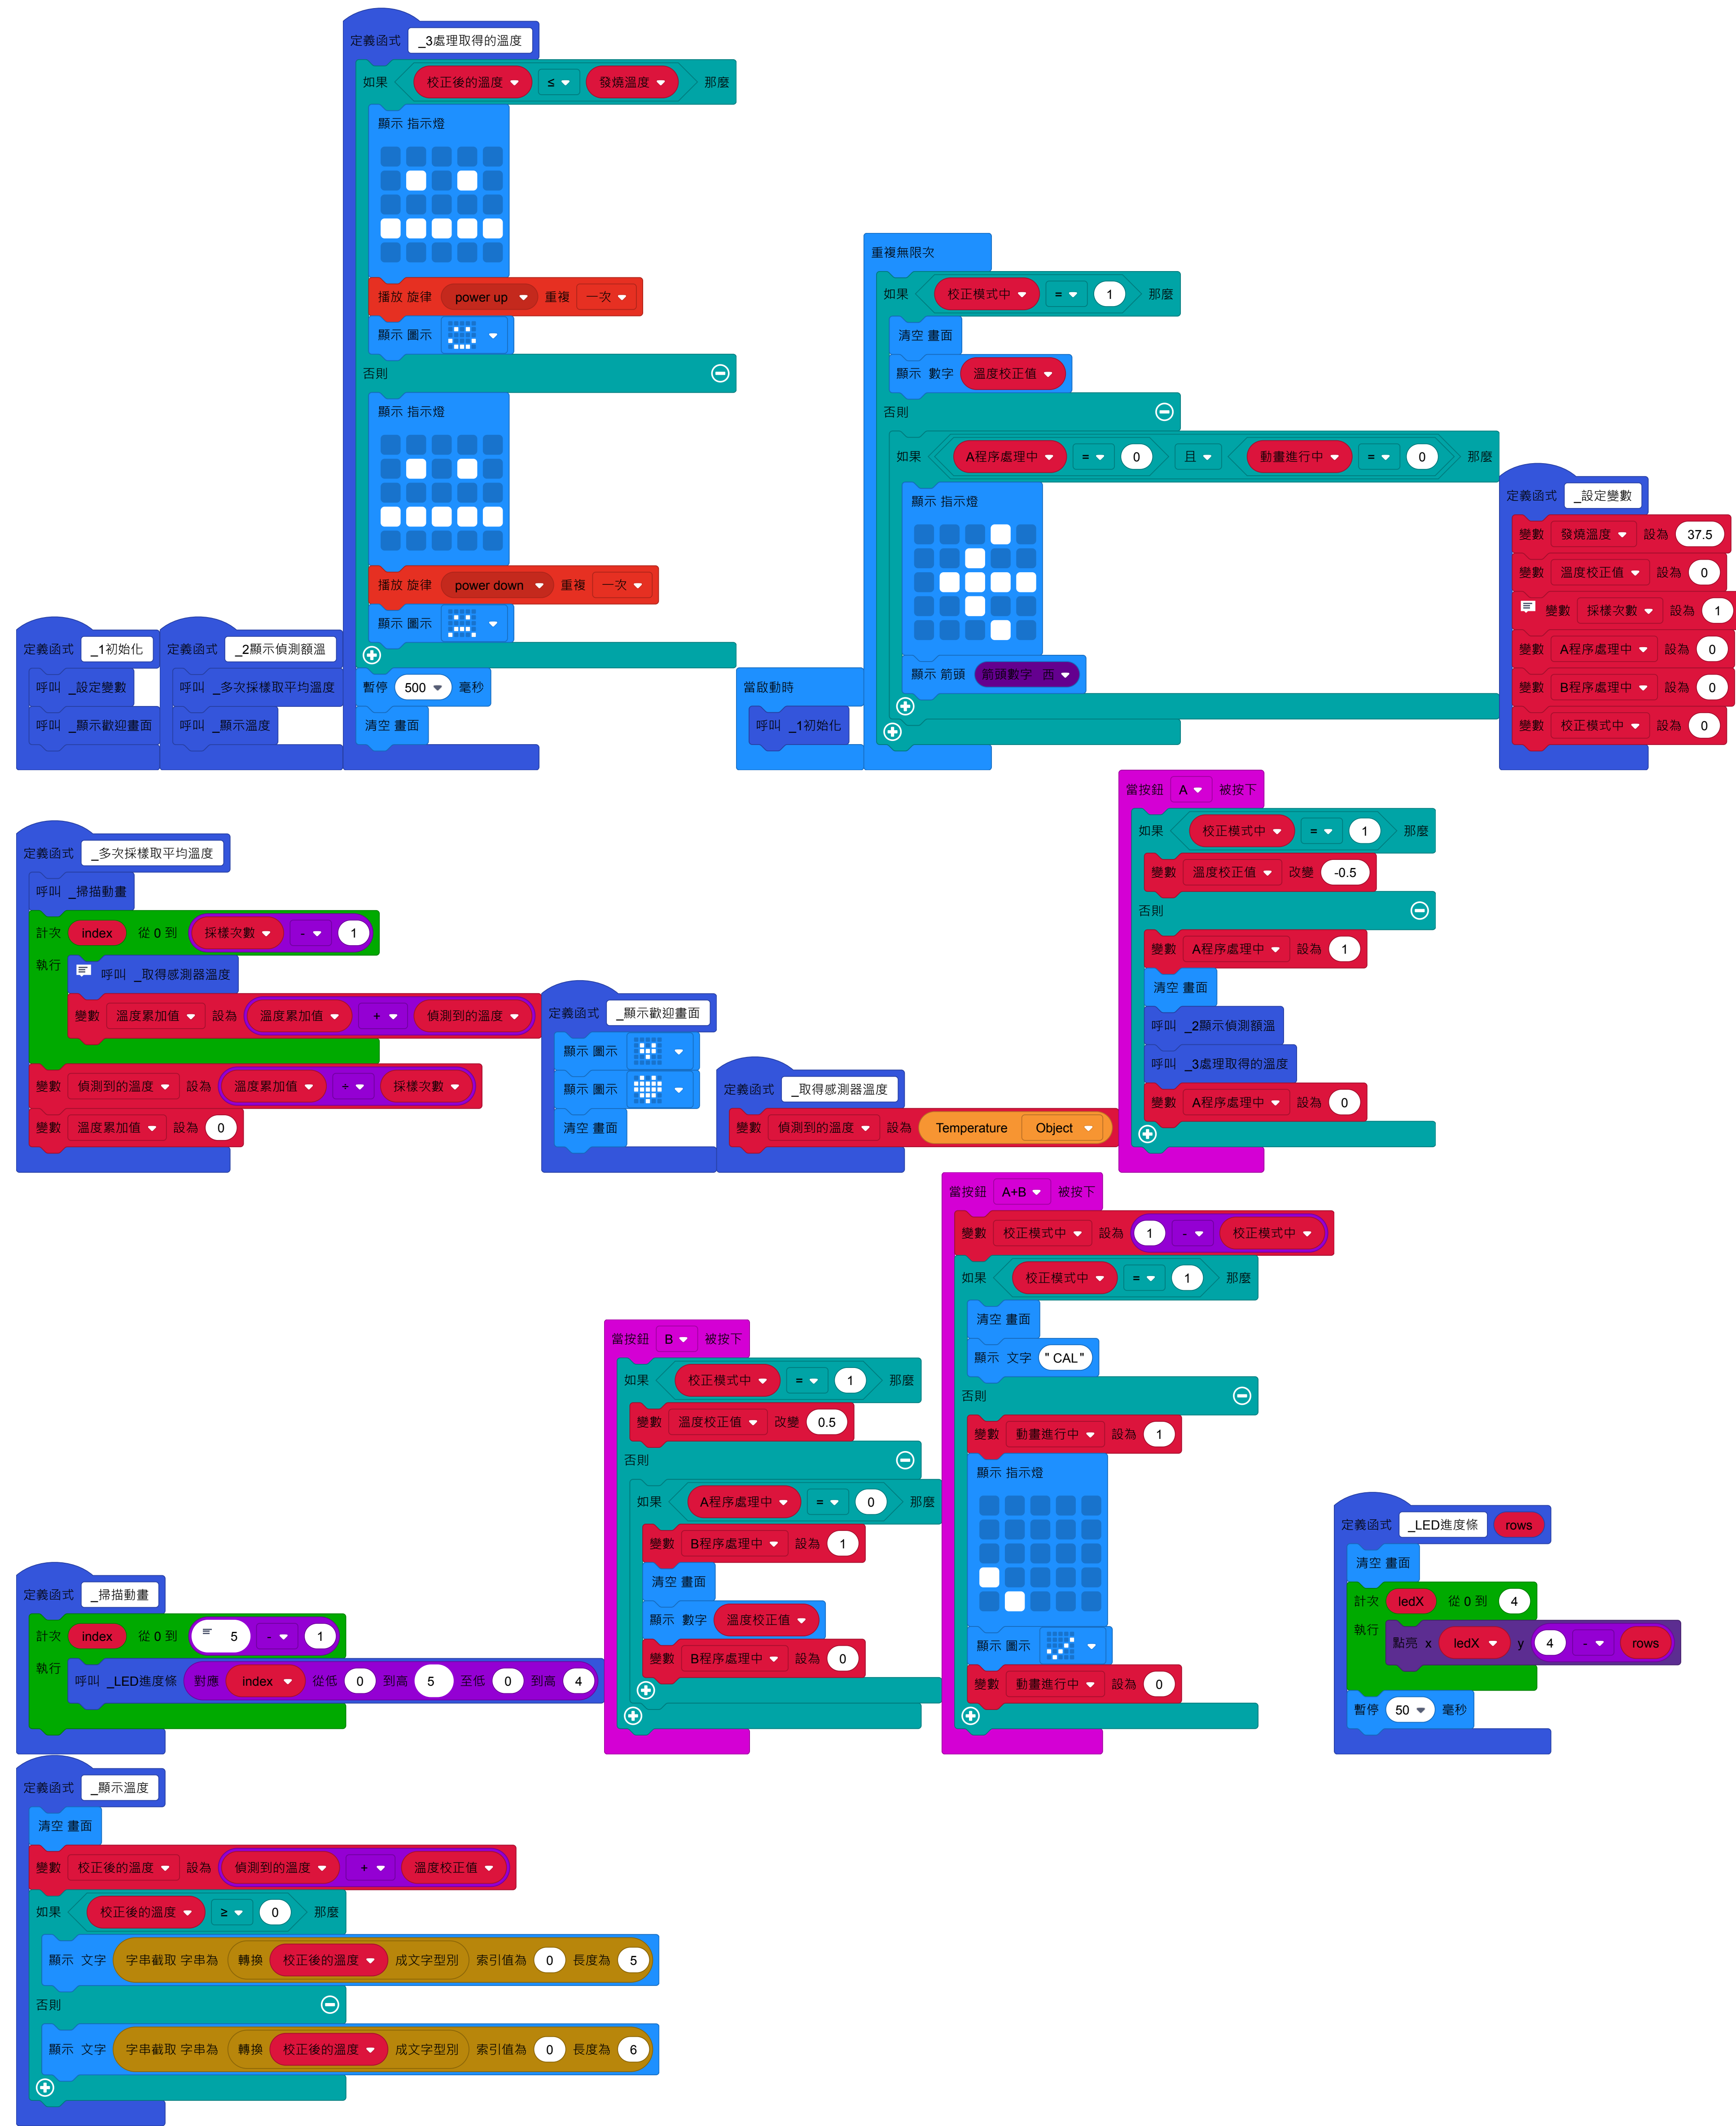 定義函式 _3處理取得的溫度
如果 校正後的溫度 ≤ 發燒溫度 那麼
顯示 指示燈
播放 旋律 power up 重複 一次
顯示 圖示
否則
顯示 指示燈
播放 旋律 power down 重複 一次
顯示 圖示
暫停 500 毫秒
清空 畫面
定義函式 _1初始化
呼叫 _設定變數
呼叫 _顯示歡迎畫面
定義函式 _2顯示偵測額溫
呼叫 _多次採樣取平均溫度
呼叫 _顯示溫度
當啟動時
呼叫 _1初始化
重複無限次
如果 校正模式中 = 1 那麼
清空 畫面
顯示 數字 溫度校正值
否則
如果 A程序處理中 = 0 且 動畫進行中 = 0 那麼
顯示 指示燈
顯示 箭頭 箭頭數字 西
定義函式 _設定變數
變數 發燒溫度 設為 37.5
變數 溫度校正值 設為 0
變數 採樣次數 設為 1
變數 A程序處理中 設為 0
變數 B程序處理中 設為 0
變數 校正模式中 設為 0
定義函式 _多次採樣取平均溫度
呼叫 _掃描動畫
計次 index 從 0 到 採樣次數 - 1
執行
呼叫 _取得感測器溫度
變數 溫度累加值 設為 溫度累加值 + 偵測到的溫度
變數 偵測到的溫度 設為 溫度累加值 ÷ 採樣次數
變數 溫度累加值 設為 0
定義函式 _顯示歡迎畫面
顯示 圖示
顯示 圖示
清空 畫面
定義函式 _取得感測器溫度
變數 偵測到的溫度 設為 Temperature Object
當按鈕 A 被按下
如果 校正模式中 = 1 那麼
變數 溫度校正值 改變 -0.5
否則
變數 A程序處理中 設為 1
清空 畫面
呼叫 _2顯示偵測額溫
呼叫 _3處理取得的溫度
變數 A程序處理中 設為 0
定義函式 _掃描動畫
計次 index 從 0 到 5 - 1
執行
呼叫 _LED進度條 對應 index 從低 0 到高 5 至低 0 到高 4
當按鈕 B 被按下
如果 校正模式中 = 1 那麼
變數 溫度校正值 改變 0.5
否則
如果 A程序處理中 = 0 那麼
變數 B程序處理中 設為 1
清空 畫面
顯示 數字 溫度校正值
變數 B程序處理中 設為 0
當按鈕 A+B 被按下
變數 校正模式中 設為 1 - 校正模式中
如果 校正模式中 = 1 那麼
清空 畫面
顯示 文字 "CAL"
否則
變數 動畫進行中 設為 1
顯示 指示燈
顯示 圖示
變數 動畫進行中 設為 0
定義函式 _LED進度條 rows
清空 畫面
計次 ledX 從 0 到 4
執行 點亮 x ledX y 4 - rows
暫停 50 毫秒
定義函式 _顯示溫度
清空 畫面
變數 校正後的溫度 設為 偵測到的溫度 + 溫度校正值
如果 校正後的溫度 ≥ 0 那麼
顯示 文字 字串截取 字串為 轉換 校正後的溫度 成文字型別 索引值為 0 長度為 5
否則
顯示 文字 字串截取 字串為 轉換 校正後的溫度 成文字型別 索引值為 0 長度為 6